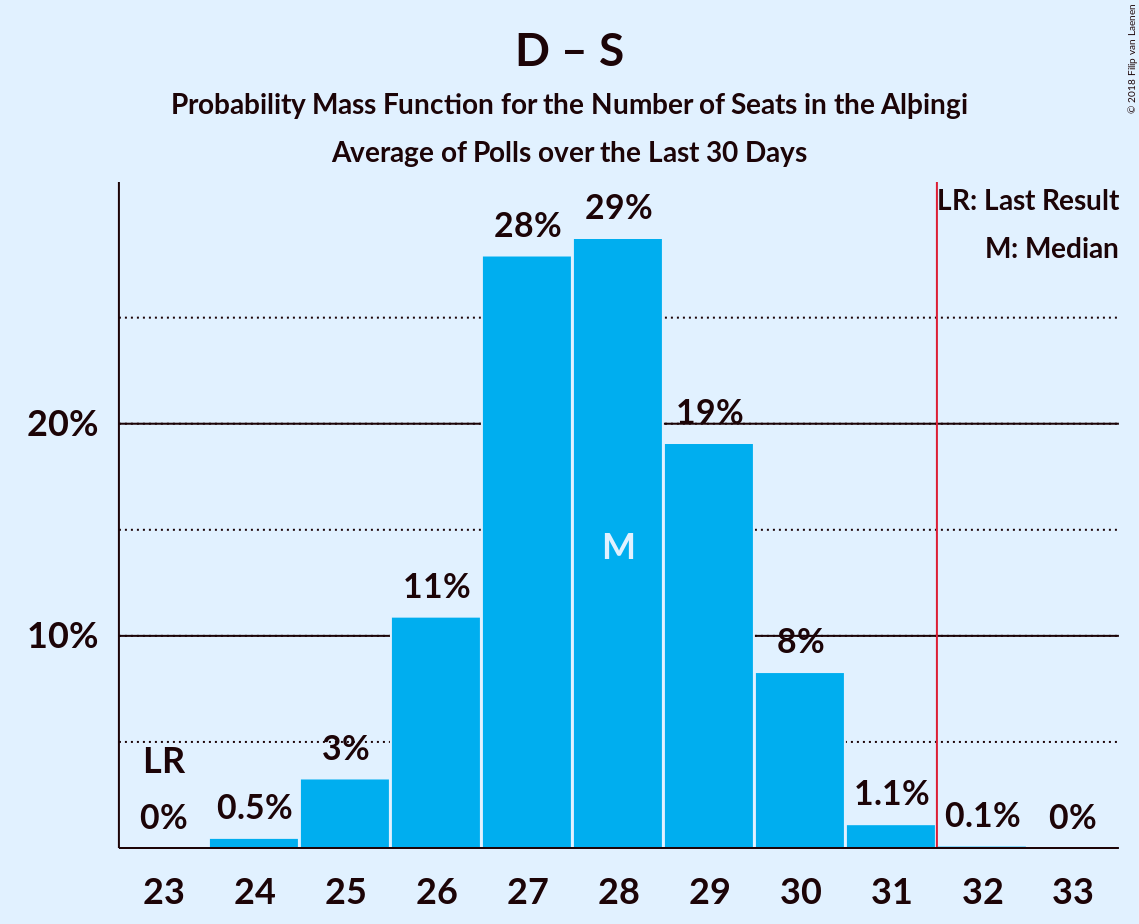 D – S
Probability Mass Function for the Number of Seats in the Alþingi
Average of Polls over the Last 30 Days
© 2018 Filip van Laenen
LR: Last Result
M: Median
29%
28%
20%
19%
M
11%
10%
8%
3%
LR
0%
0.5%
1.1%
0.1%
0%
23 24 25 26 27 28 29 30 31 32 33